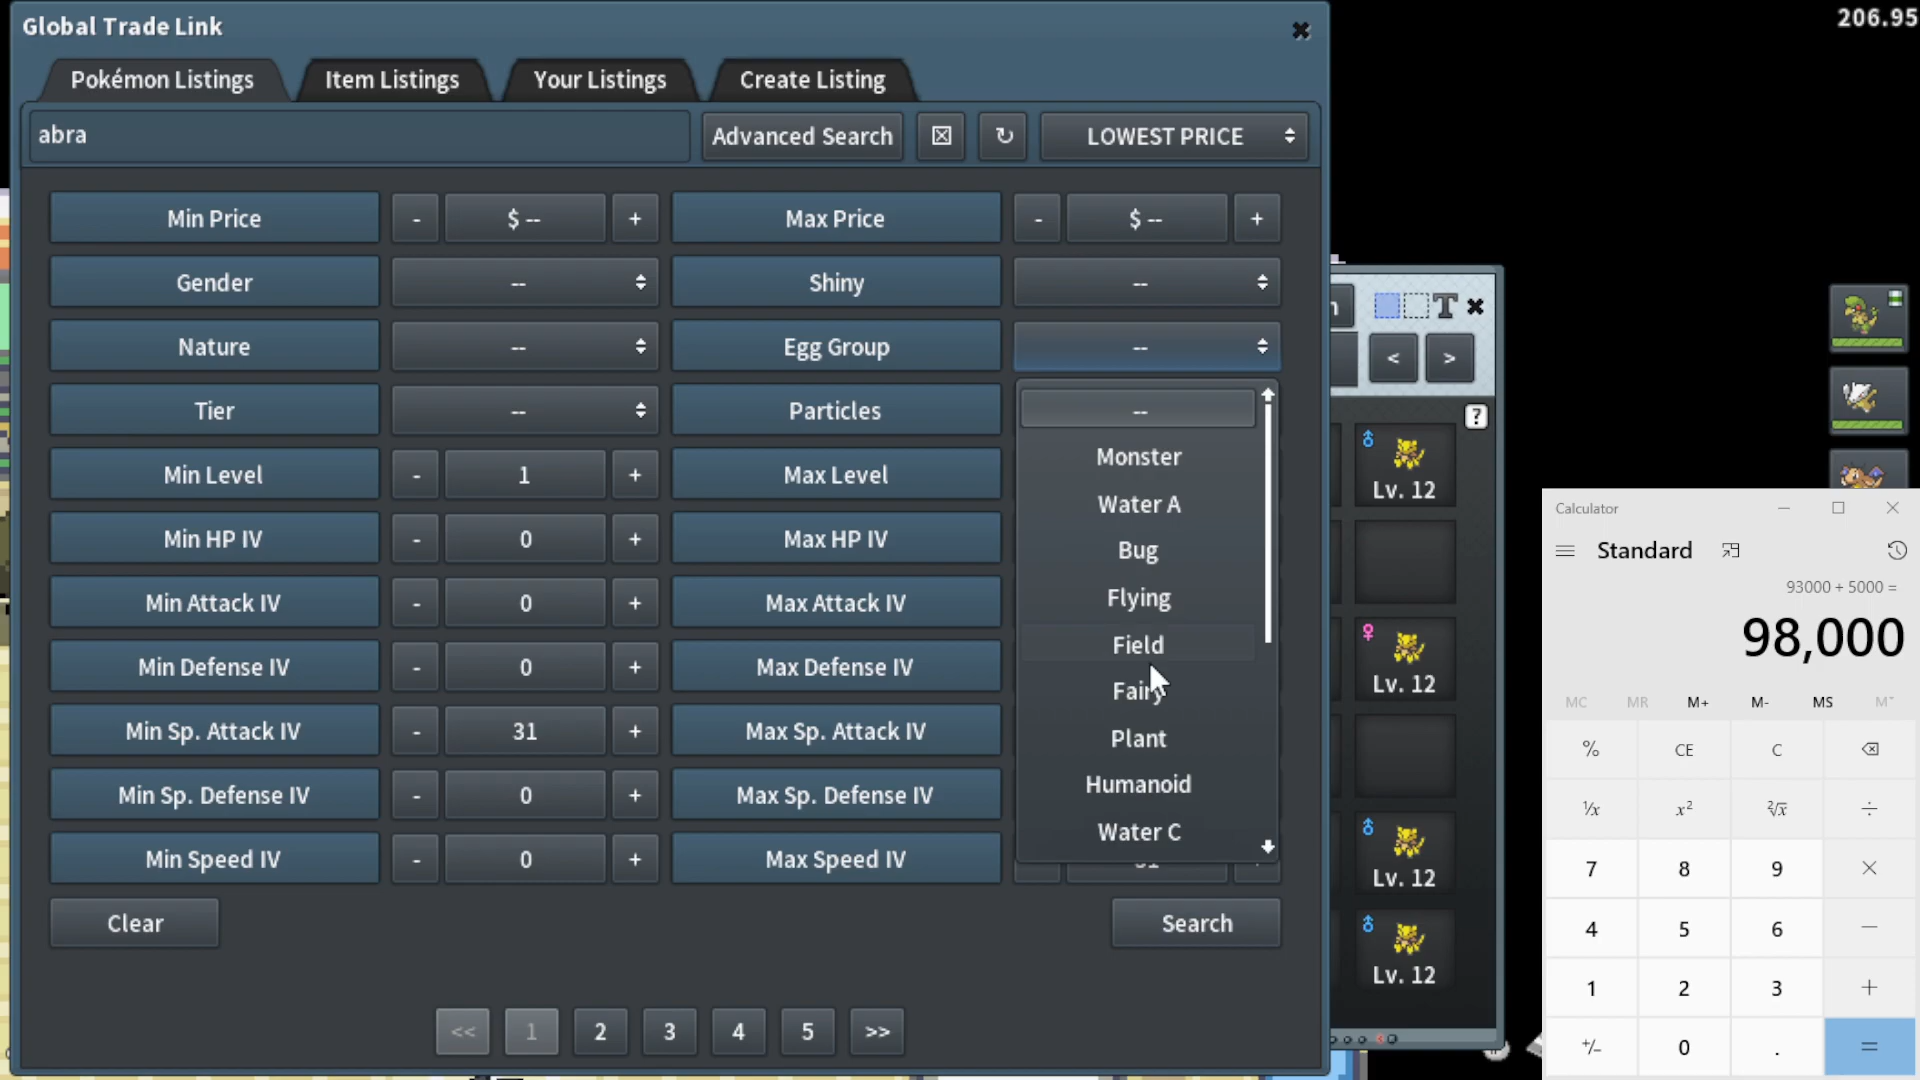 Global Trade Link
206.95
Pokémon Listings
Item Listings
Your Listings
Create Listing
abra
Advanced Search
LOWEST PRICE
Min Price
- $ -- +
Max Price
- $ -- +
Gender
--
Shiny
--
Nature
--
Egg Group
--
Tier
--
Particles
--
Monster
Water A
Bug
Flying
Field
Fairy
Plant
Humanoid
Water C
Min Level
- 1 +
Max Level
Min HP IV
- 0 +
Max HP IV
Min Attack IV
- 0 +
Max Attack IV
Min Defense IV
- 0 +
Max Defense IV
Min Sp. Attack IV
- 31 +
Max Sp. Attack IV
Min Sp. Defense IV
- 0 +
Max Sp. Defense IV
Min Speed IV
- 0 +
Max Speed IV
Clear
Search
<< 1 2 3 4 5 >>
T
< >
?
Lv. 12
Lv. 12
Lv. 12
Lv. 12
Calculator
Standard
93000 + 5000 =
98,000
MC MR M+ M- MS M˅
% CE C
¹/x x² ²√x ÷
7 8 9 ×
4 5 6 −
1 2 3 +
+/- 0 . =